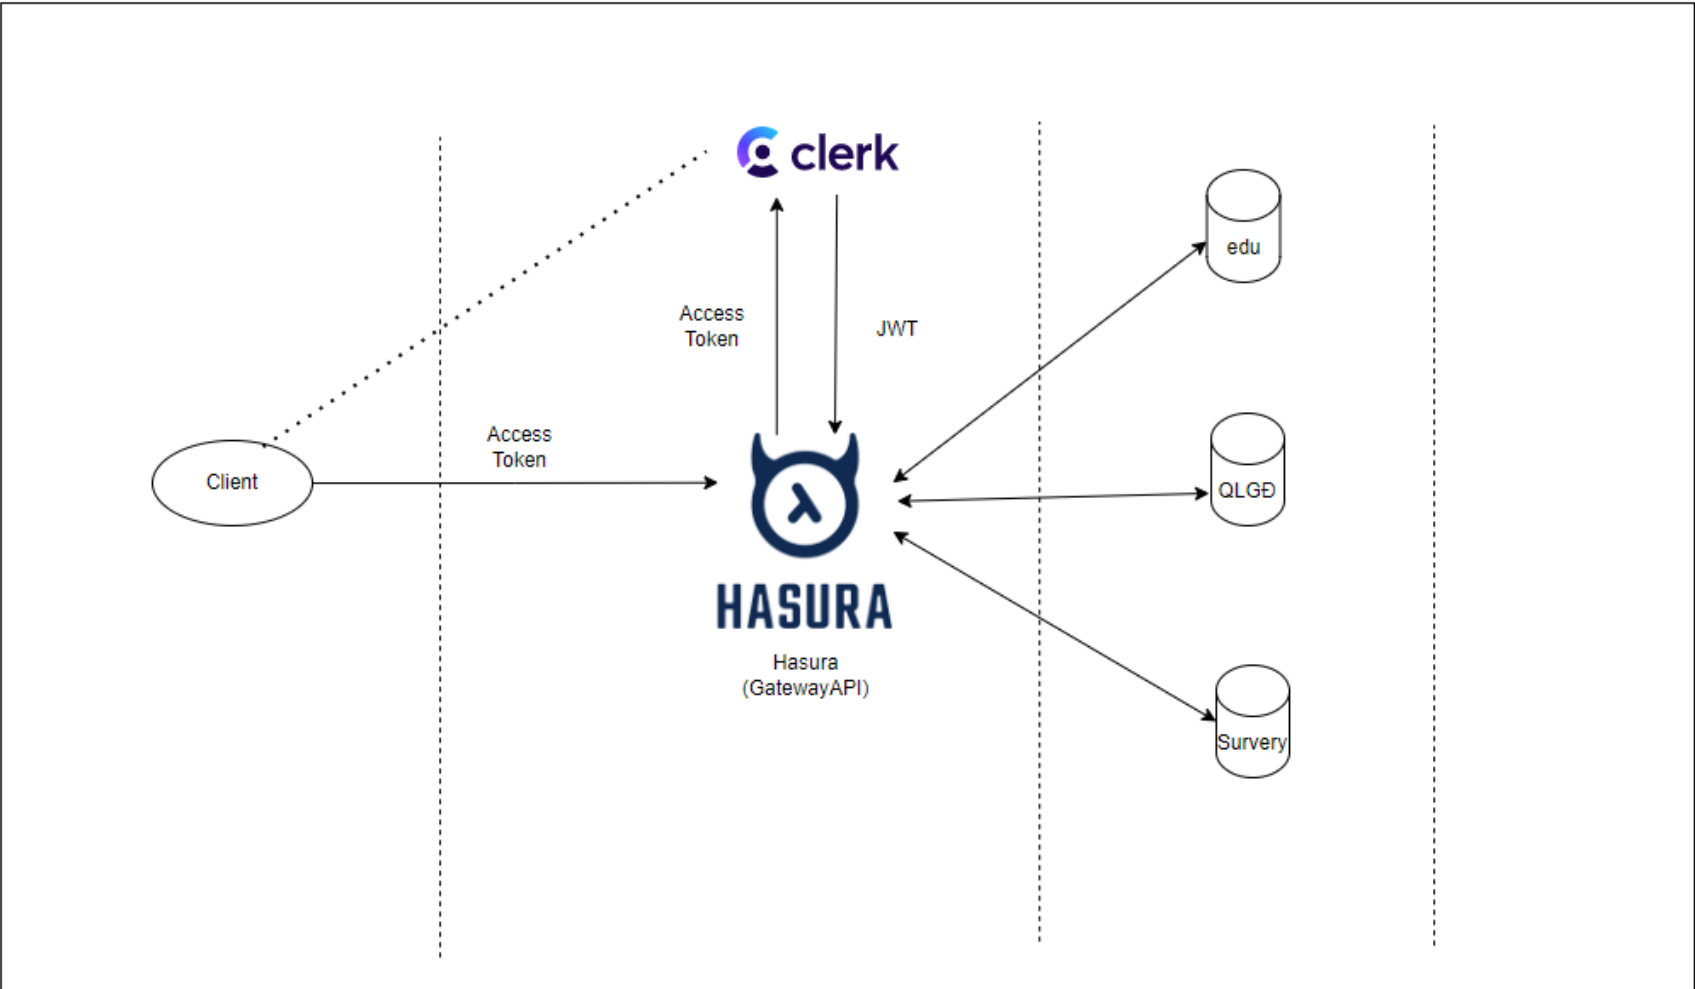 clerk
edu
Access
Token
JWT
Access
Token
Client
QLGĐ
HASURA
Hasura
(GatewayAPI)
Survery